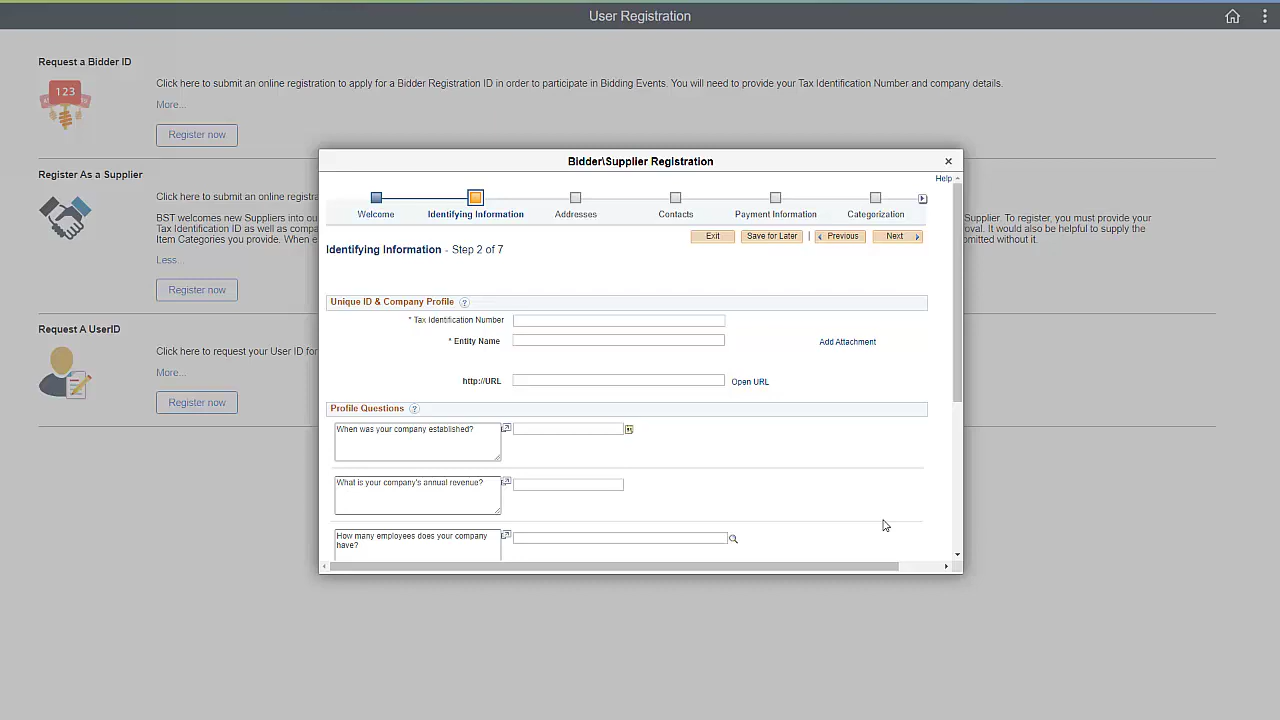 User Registration
Request a Bidder ID
123
Click here to submit an online registration to apply for a Bidder Registration ID in order to participate in Bidding Events. You will need to provide your Tax Identification Number and company details.
More...
Register now
Register As a Supplier
Click here to submit an online registra
BST welcomes new Suppliers into ou
Supplier. To register, you must provide your
Tax Identification ID as well as compa
oval. It would also be helpful to supply the
Item Categories you provide. When e
mitted without it.
Less...
Register now
Request A UserID
Click here to request your User ID for
More...
Register now
Bidder\Supplier Registration
Help
Welcome
Identifying Information
Addresses
Contacts
Payment Information
Categorization
Exit
Save for Later
|
Previous
Next
Identifying Information - Step 2 of 7
Unique ID & Company Profile ?
* Tax Identification Number
* Entity Name
Add Attachment
http://URL
Open URL
Profile Questions ?
When was your company established?
What is your company's annual revenue?
How many employees does your company
have?